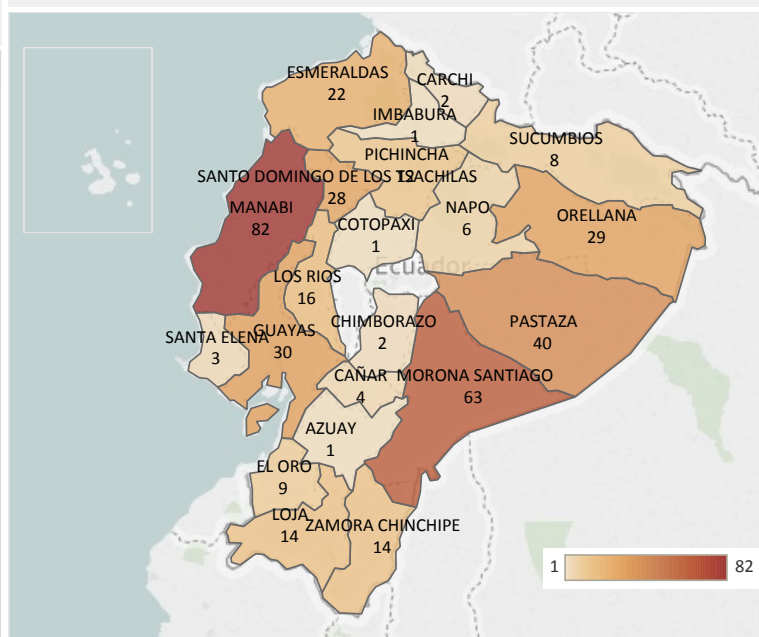 ESMERALDAS
22
CARCHI
2
IMBABURA
1
SUCUMBIOS
8
PICHINCHA
12
SANTO DOMINGO DE LOS TSACHILAS
28
MANABI
82
COTOPAXI
1
NAPO
6
ORELLANA
29
Ecuador
LOS RIOS
16
SANTA ELENA
3
GUAYAS
30
CHIMBORAZO
2
PASTAZA
40
CAÑAR
4
MORONA SANTIAGO
63
AZUAY
1
EL ORO
9
LOJA
14
ZAMORA CHINCHIPE
14
1 82